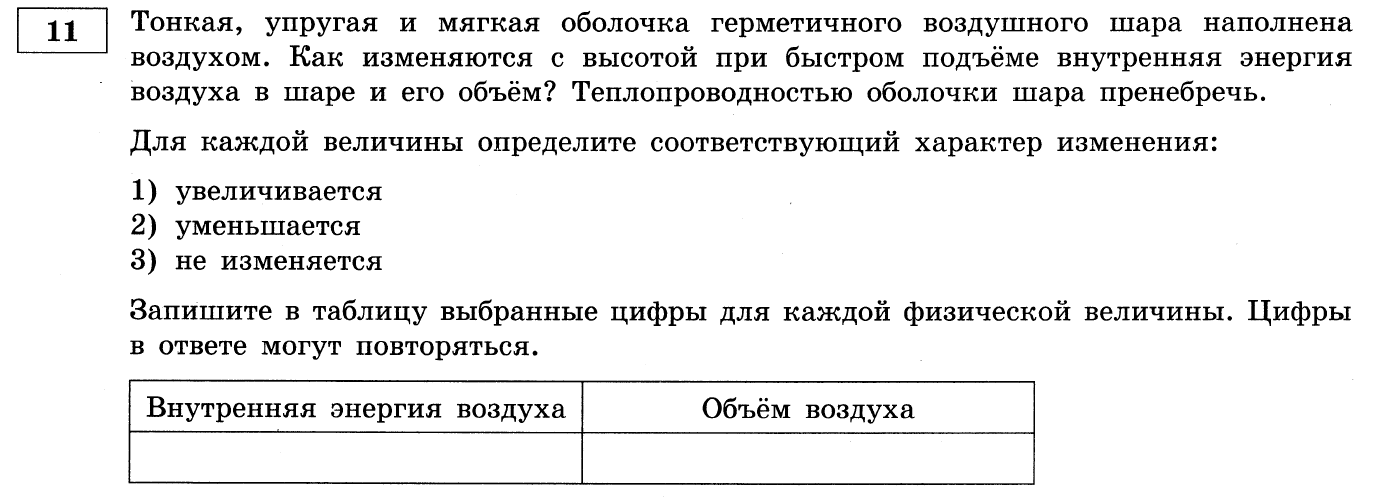 11
Тонкая, упругая и мягкая оболочка герметичного воздушного шара наполнена
воздухом. Как изменяются с высотой при быстром подъёме внутренняя энергия
воздуха в шаре и его объём? Теплопроводностью оболочки шара пренебречь.
Для каждой величины определите соответствующий характер изменения:
1) увеличивается
2) уменьшается
3) не изменяется
Запишите в таблицу выбранные цифры для каждой физической величины. Цифры
в ответе могут повторяться.
Внутренняя энергия воздуха Объём воздуха